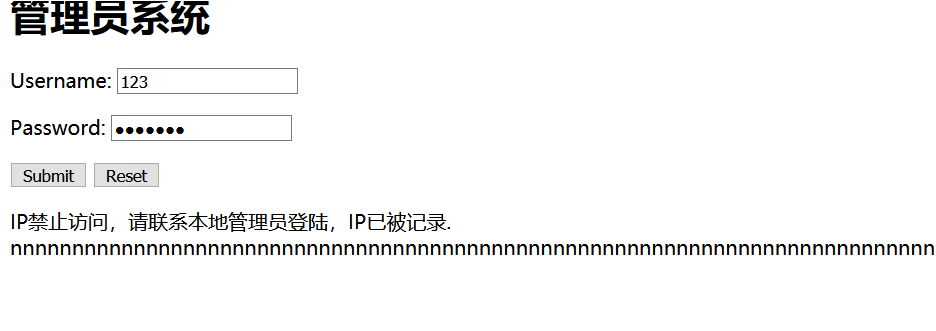 管理员系统
Username: 123
Password: •••••••
Submit Reset
IP禁止访问，请联系本地管理员登陆，IP已被记录.
nnnnnnnnnnnnnnnnnnnnnnnnnnnnnnnnnnnnnnnnnnnnnnnnnnnnnnnnnnnnnnnnnnnnnnnnnnnn